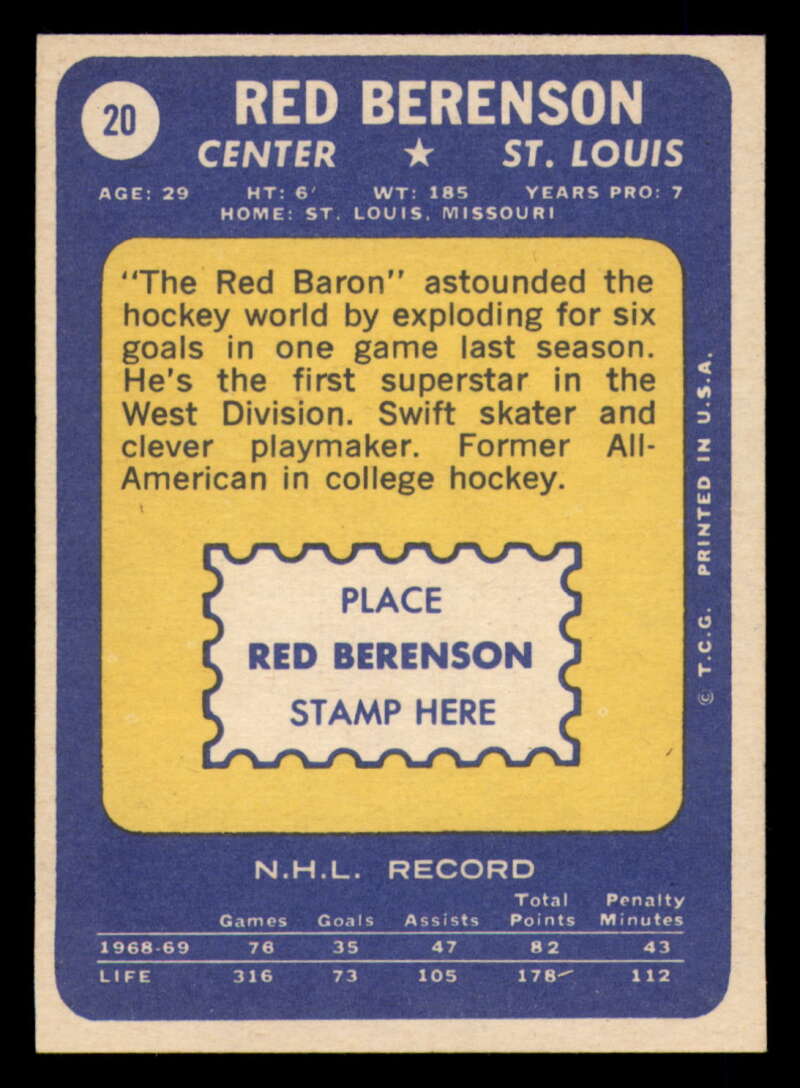 20
RED BERENSON
CENTER ★ ST. LOUIS
AGE: 29 HT: 6' WT: 185 YEARS PRO: 7
HOME: ST. LOUIS, MISSOURI
"The Red Baron" astounded the
hockey world by exploding for six
goals in one game last season.
He's the first superstar in the
West Division. Swift skater and
clever playmaker. Former All-
American in college hockey.
PLACE
RED BERENSON
STAMP HERE
© T.C.G. PRINTED IN U.S.A.
N.H.L. RECORD
Games Goals Assists Total Points Penalty Minutes
1968-69 76 35 47 82 43
LIFE 316 73 105 178 112